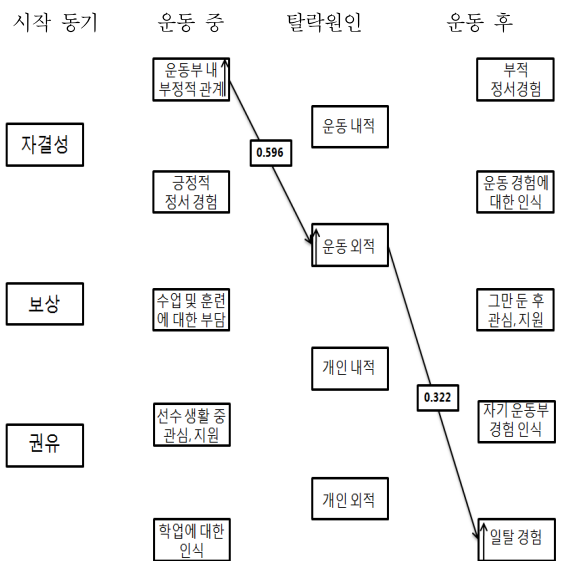 시작 동기
운동 중
탈락원인
운동 후
자결성
보상
권유
운동부 내
부정적 관계
긍정적
정서 경험
수업 및 훈련
에 대한 부담
선수 생활 중
관심, 지원
학업에 대한
인식
0.596
운동 내적
운동 외적
개인 내적
개인 외적
0.322
부적
정서경험
운동 경험에
대한 인식
그만 둔 후
관심, 지원
자기 운동부
경험 인식
일탈 경험